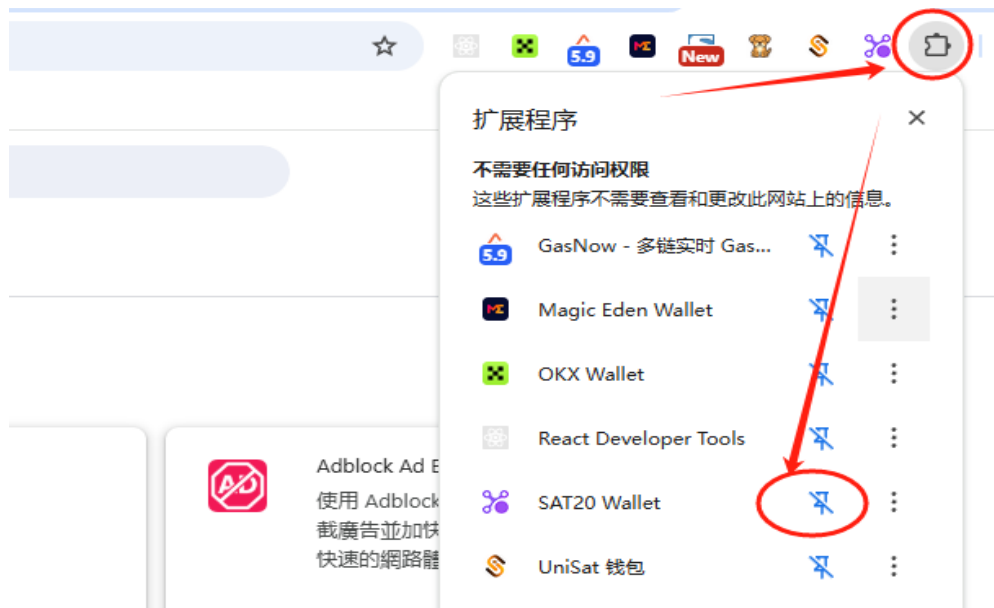 5.9
New
扩展程序
不需要任何访问权限
这些扩展程序不需要查看和更改此网站上的信息。
5.9
GasNow - 多链实时 Gas...
Magic Eden Wallet
OKX Wallet
React Developer Tools
SAT20 Wallet
UniSat 钱包
AD
Adblock Ad
使用 Adblock
截廣告並加快
快速的網路體